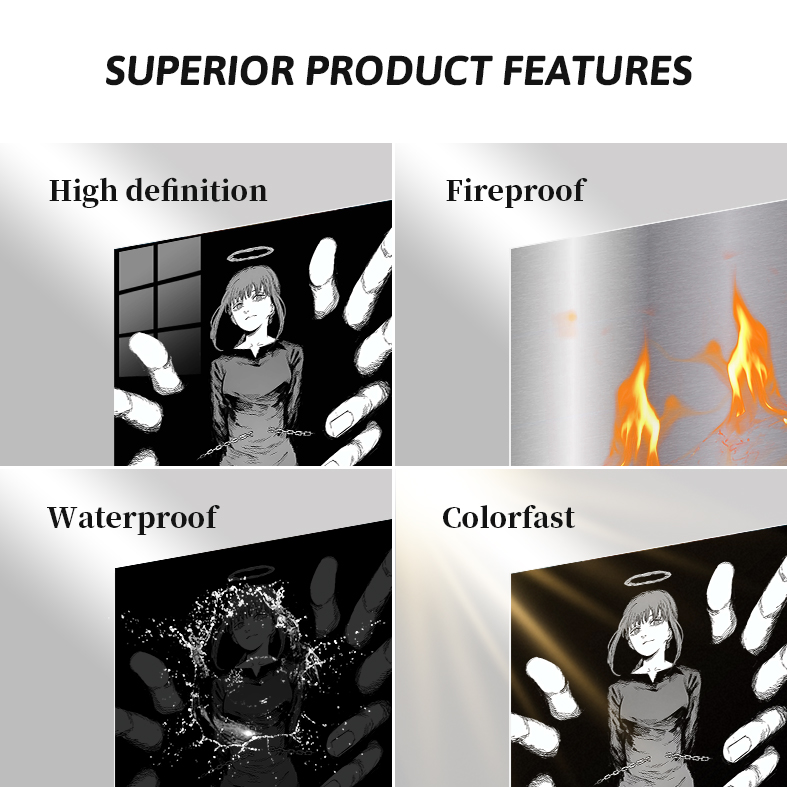 SUPERIOR PRODUCT FEATURES
High definition
Fireproof
Waterproof
Colorfast